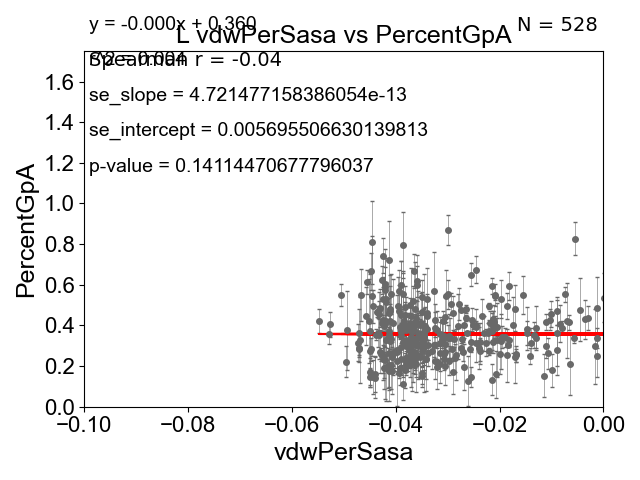 y = -0.000x + 0.360
N = 528
L vdwPerSasa vs PercentGpA
Spearman r = -0.04
se_slope = 4.721477158386054e-13
se_intercept = 0.005695506630139813
p-value = 0.14114470677796037
PercentGpA
1.6
1.4
1.2
1.0
0.8
0.6
0.4
0.2
0.0
−0.10
−0.08
−0.06
−0.04
−0.02
0.00
vdwPerSasa